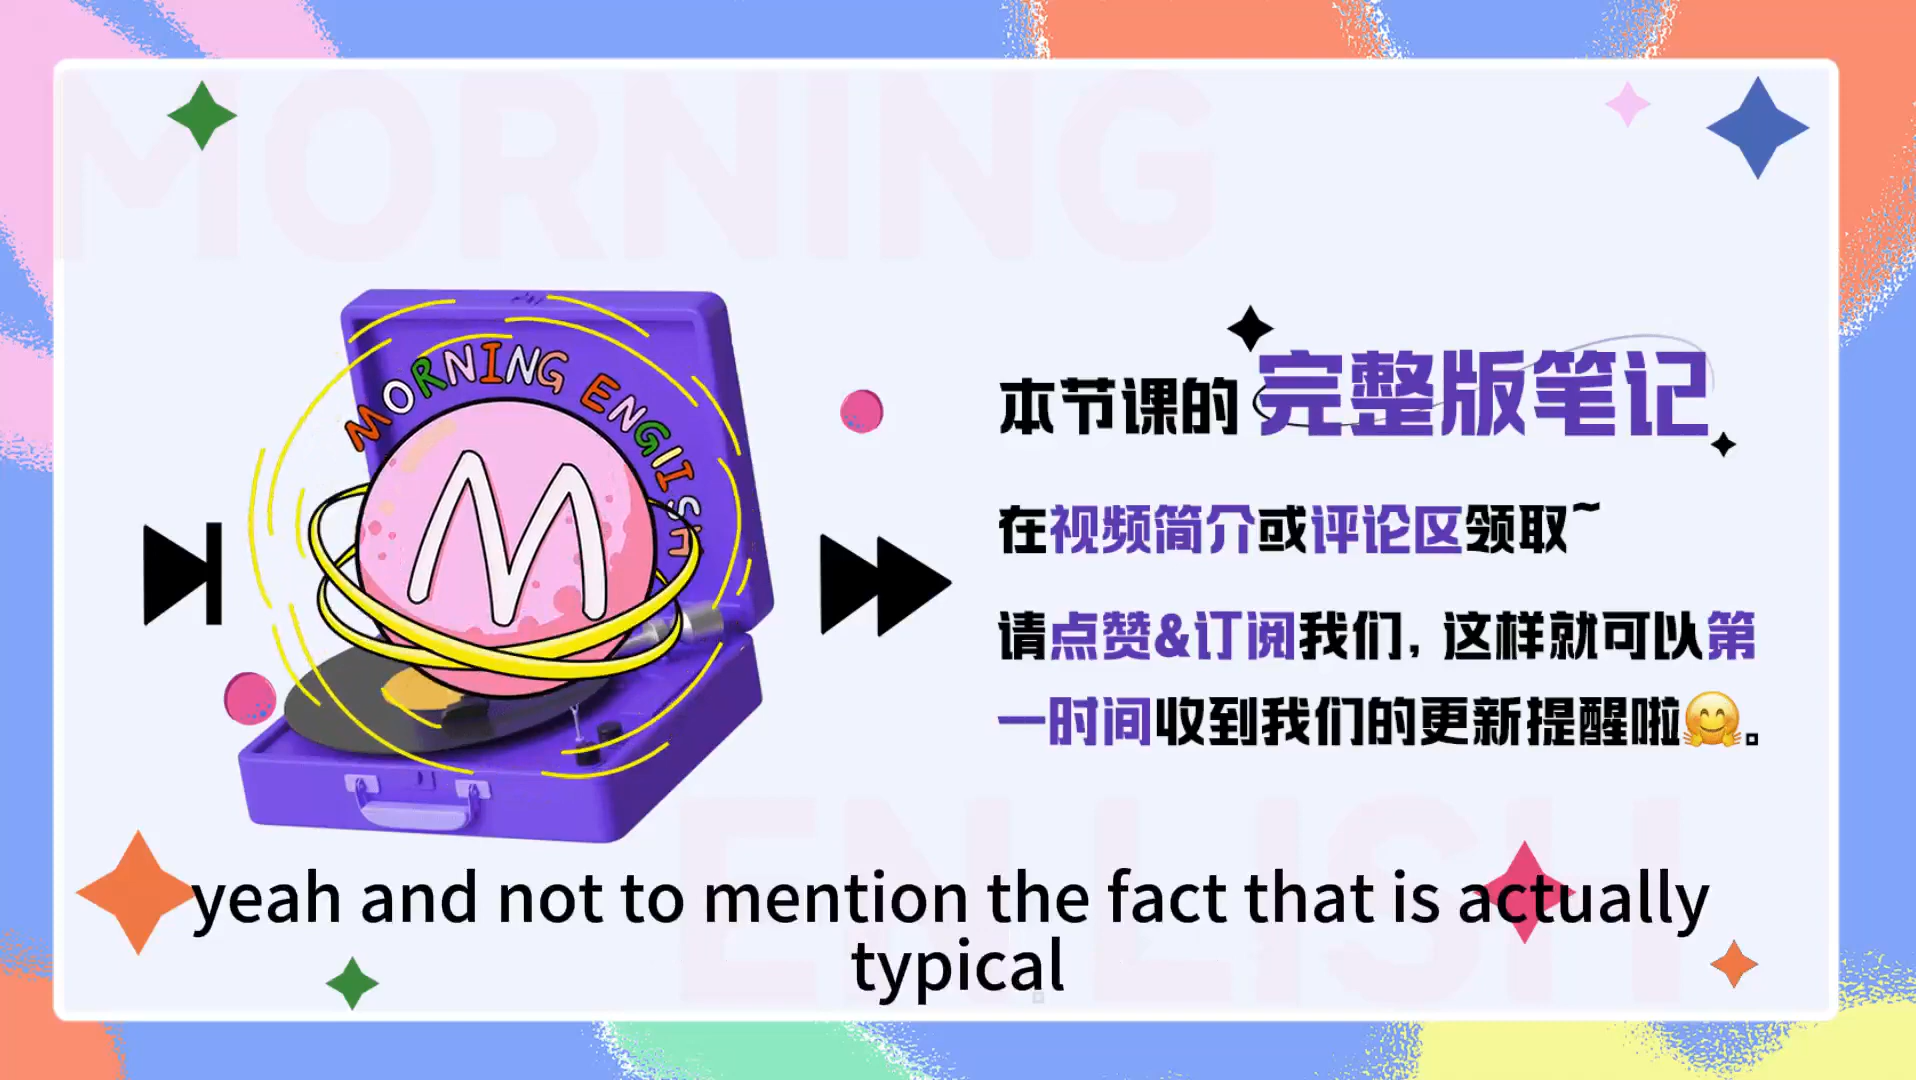 MORNING
MORNING ENGLISH
M
本节课的完整版笔记
在视频简介或评论区领取~
请点赞&订阅我们，这样就可以第
一时间收到我们的更新提醒啦🤗。
ENGLISH
yeah and not to mention the fact that is actually
typical